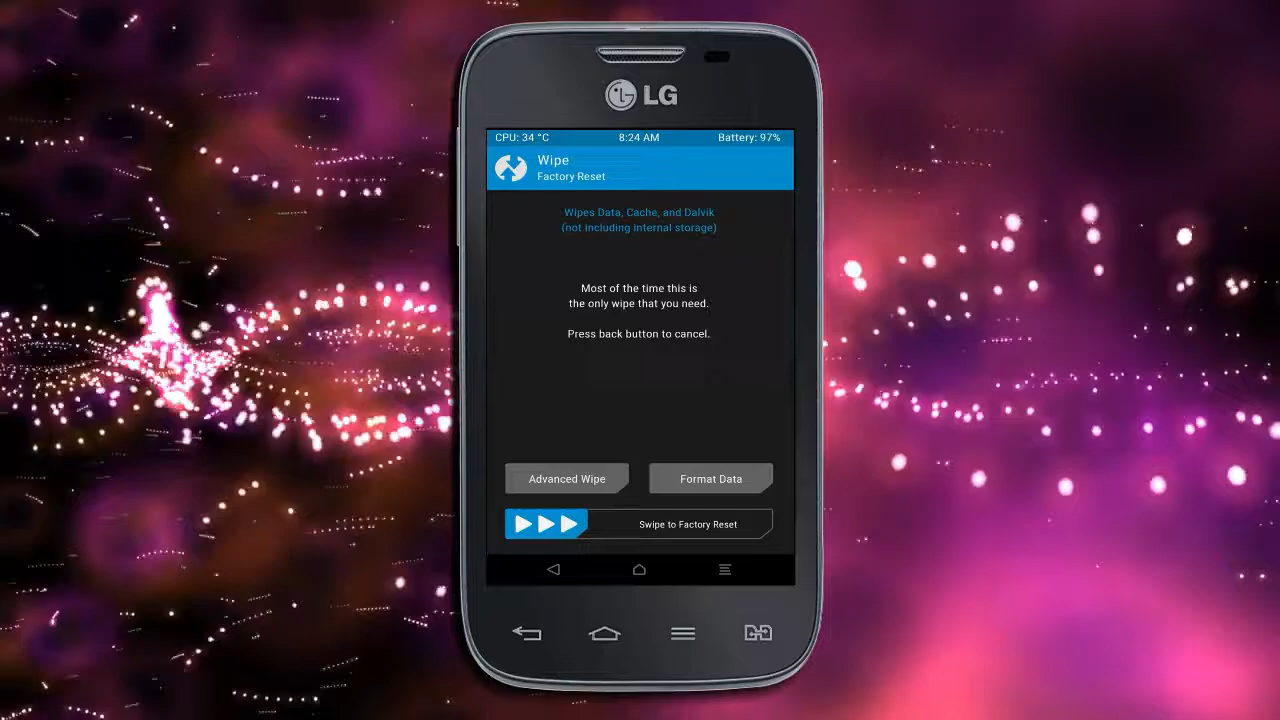 LG
CPU: 34 °C 8:24 AM Battery: 97%
Wipe
Factory Reset
Wipes Data, Cache, and Dalvik
(not including internal storage)
Most of the time this is
the only wipe that you need.
Press back button to cancel.
Advanced Wipe Format Data
Swipe to Factory Reset